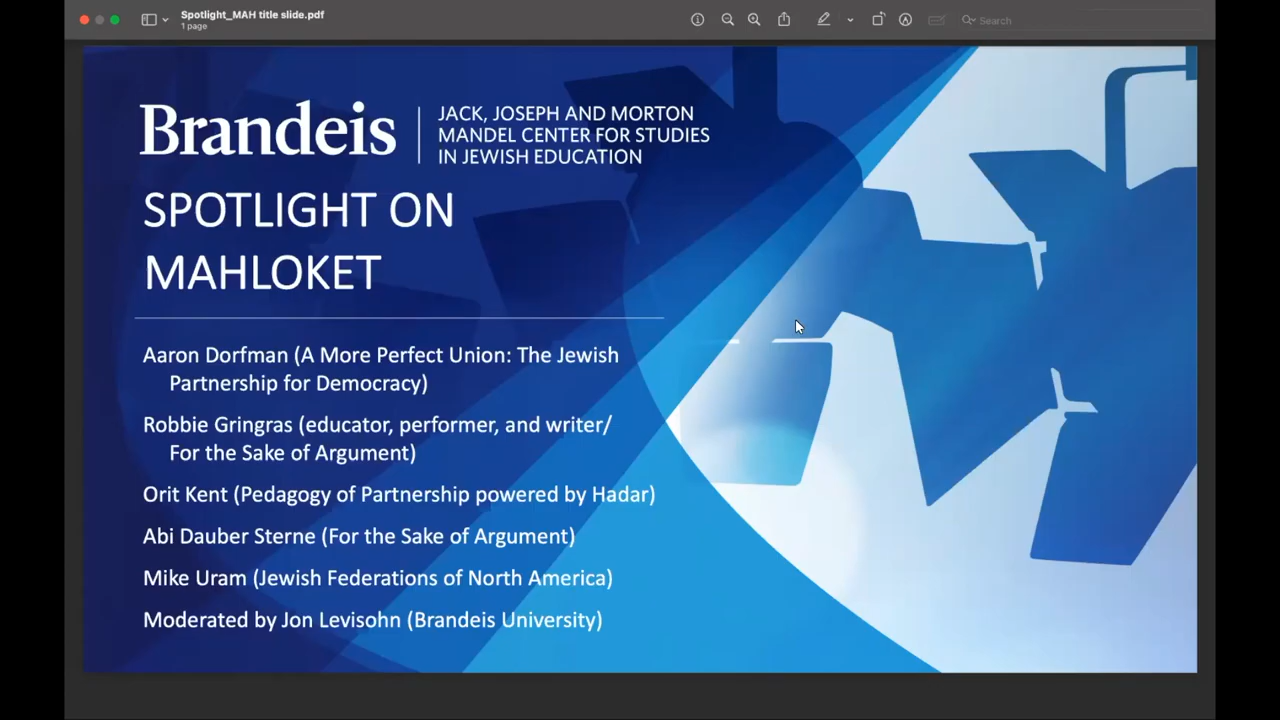 Spotlight_MAH title slide.pdf
1 page
Search
Brandeis
JACK, JOSEPH AND MORTON
MANDEL CENTER FOR STUDIES
IN JEWISH EDUCATION
SPOTLIGHT ON
MAHLOKET
Aaron Dorfman (A More Perfect Union: The Jewish
Partnership for Democracy)
Robbie Gringras (educator, performer, and writer/
For the Sake of Argument)
Orit Kent (Pedagogy of Partnership powered by Hadar)
Abi Dauber Sterne (For the Sake of Argument)
Mike Uram (Jewish Federations of North America)
Moderated by Jon Levisohn (Brandeis University)